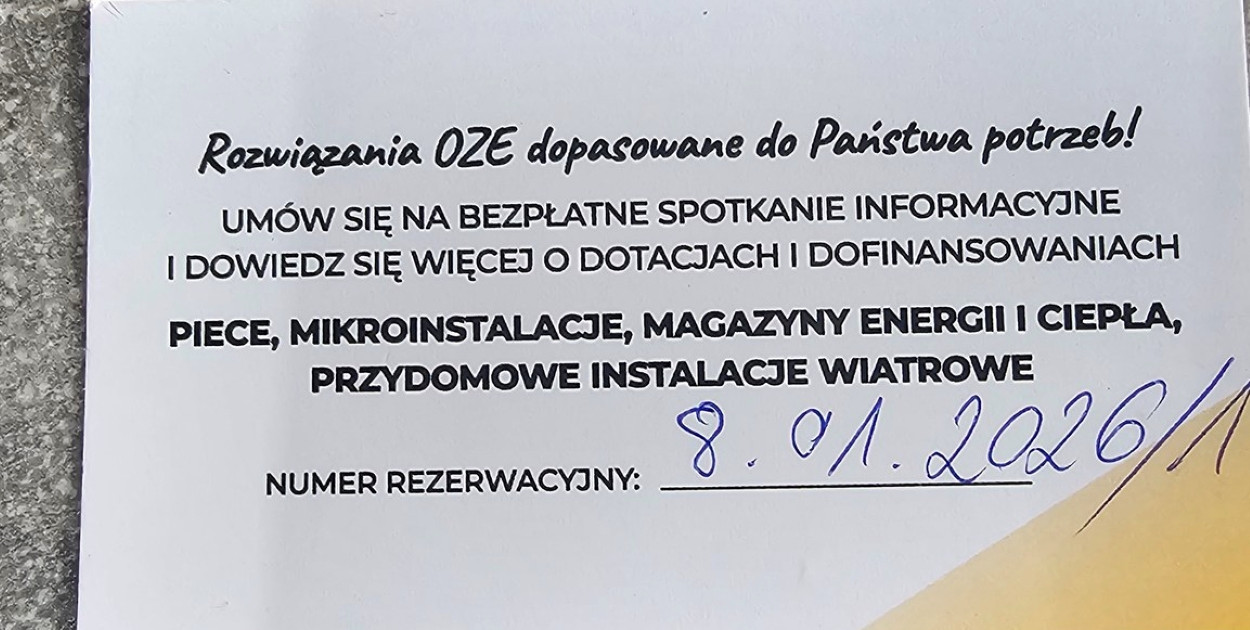 Rozwiązania OZE dopasowane do Państwa potrzeb!
UMÓW SIĘ NA BEZPŁATNE SPOTKANIE INFORMACYJNE
I DOWIEDZ SIĘ WIĘCEJ O DOTACJACH I DOFINANSOWANIACH
PIECE, MIKROINSTALACJE, MAGAZYNY ENERGII I CIEPŁA,
PRZYDOMOWE INSTALACJE WIATROWE
NUMER REZERWACYJNY: 8.01.2026/1